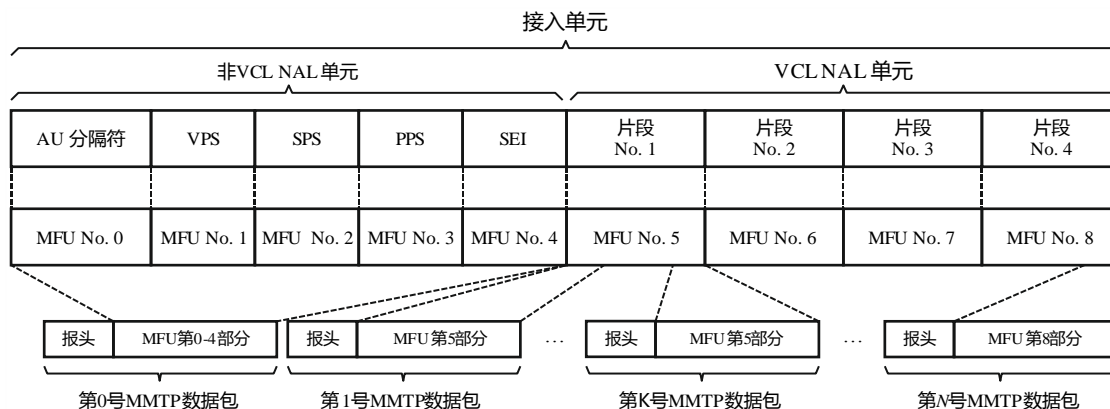 接入单元
非VCL NAL 单元 VCL NAL 单元
AU 分隔符 VPS SPS PPS SEI 片段 No. 1 片段 No. 2 片段 No. 3 片段 No. 4
MFU No. 0 MFU No. 1 MFU No. 2 MFU No. 3 MFU No. 4 MFU No. 5 MFU No. 6 MFU No. 7 MFU No. 8
报头 MFU第0-4部分 报头 MFU第5部分 … 报头 MFU第5部分 … 报头 MFU第8部分
第0号MMTP数据包 第1号MMTP数据包 第K号MMTP数据包 第N号MMTP数据包